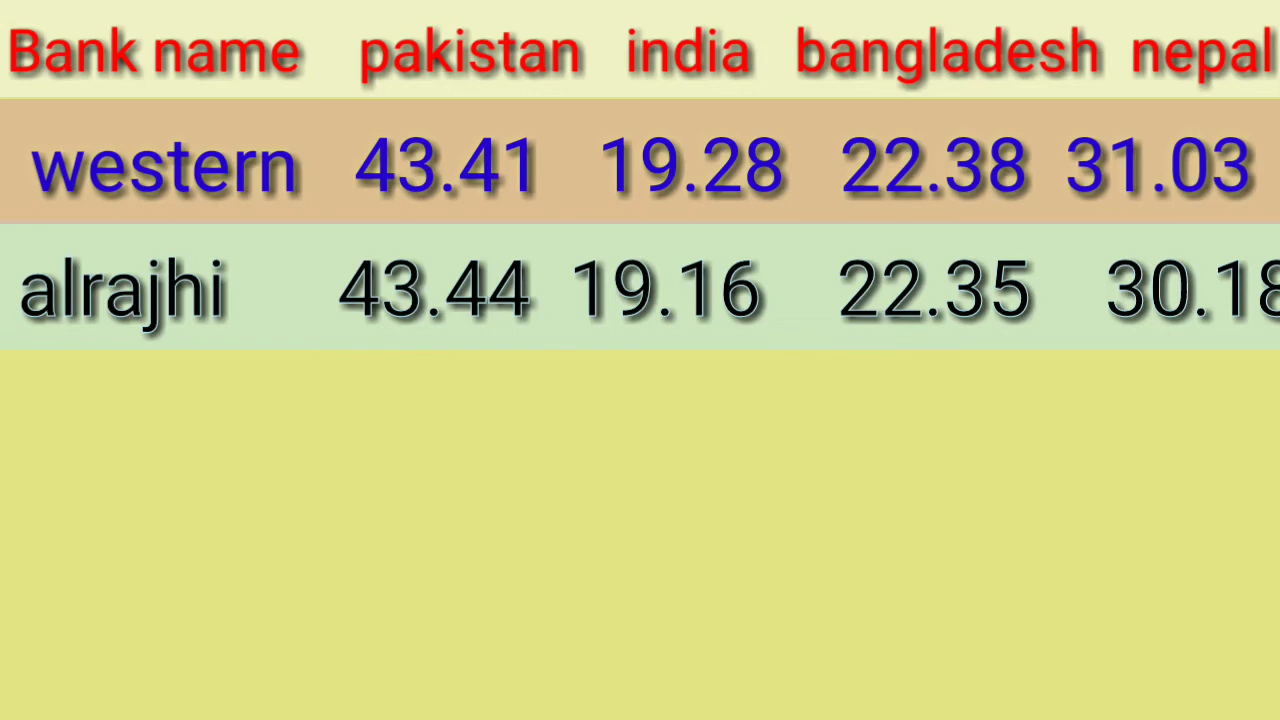 Bank name pakistan india bangladesh nepal
western 43.41 19.28 22.38 31.03
alrajhi 43.44 19.16 22.35 30.18